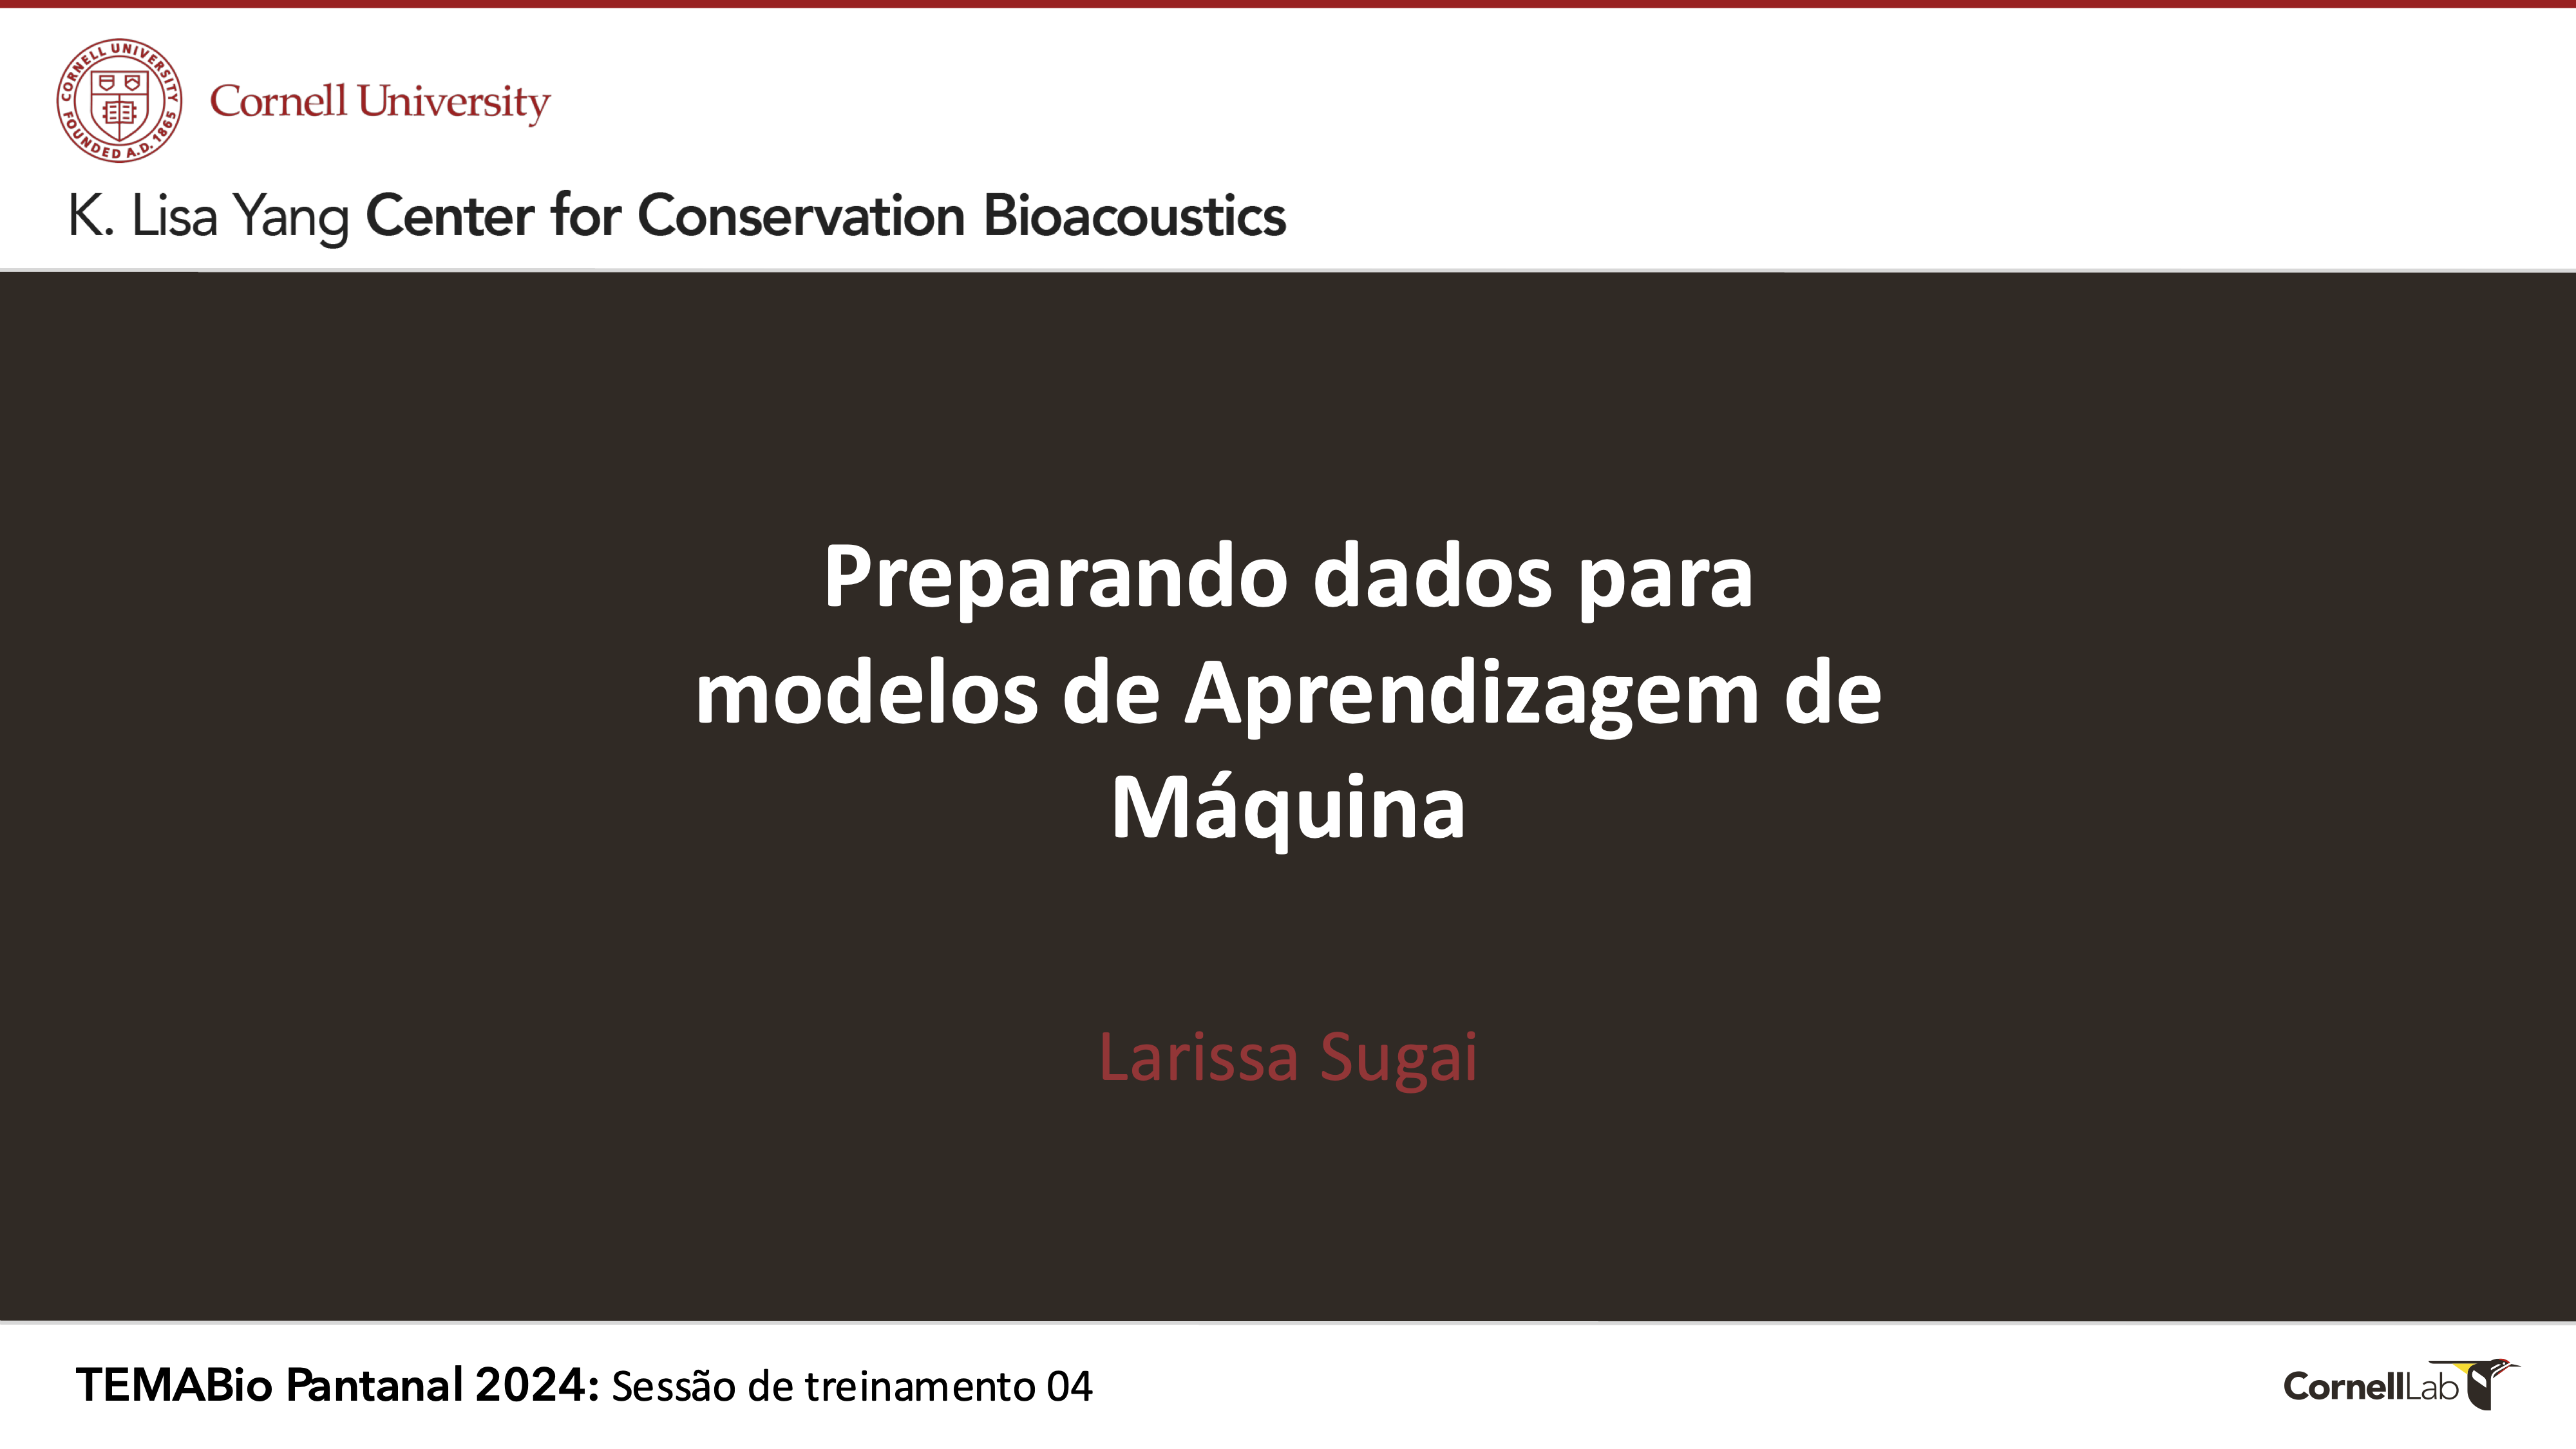 CORNELL UNIVERSITY
FOUNDED A.D. 1865
Cornell University
K. Lisa Yang Center for Conservation Bioacoustics
Preparando dados para
modelos de Aprendizagem de
Máquina
Larissa Sugai
TEMABio Pantanal 2024: Sessão de treinamento 04
CornellLab